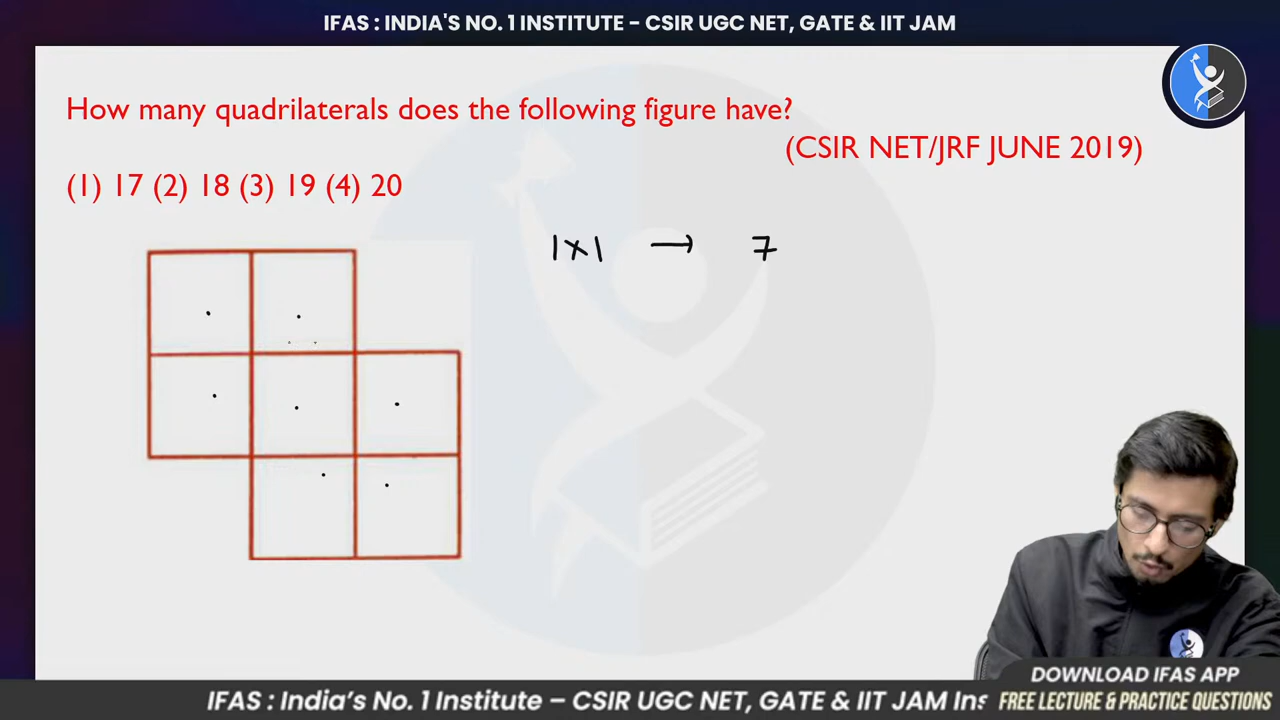 IFAS : INDIA'S NO. 1 INSTITUTE - CSIR UGC NET, GATE & IIT JAM
How many quadrilaterals does the following figure have?
(CSIR NET/JRF JUNE 2019)
(1) 17 (2) 18 (3) 19 (4) 20
1×1 → 7
DOWNLOAD IFAS APP
IFAS : India's No. 1 Institute – CSIR UGC NET, GATE & IIT JAM Ins
FREE LECTURE & PRACTICE QUESTIONS